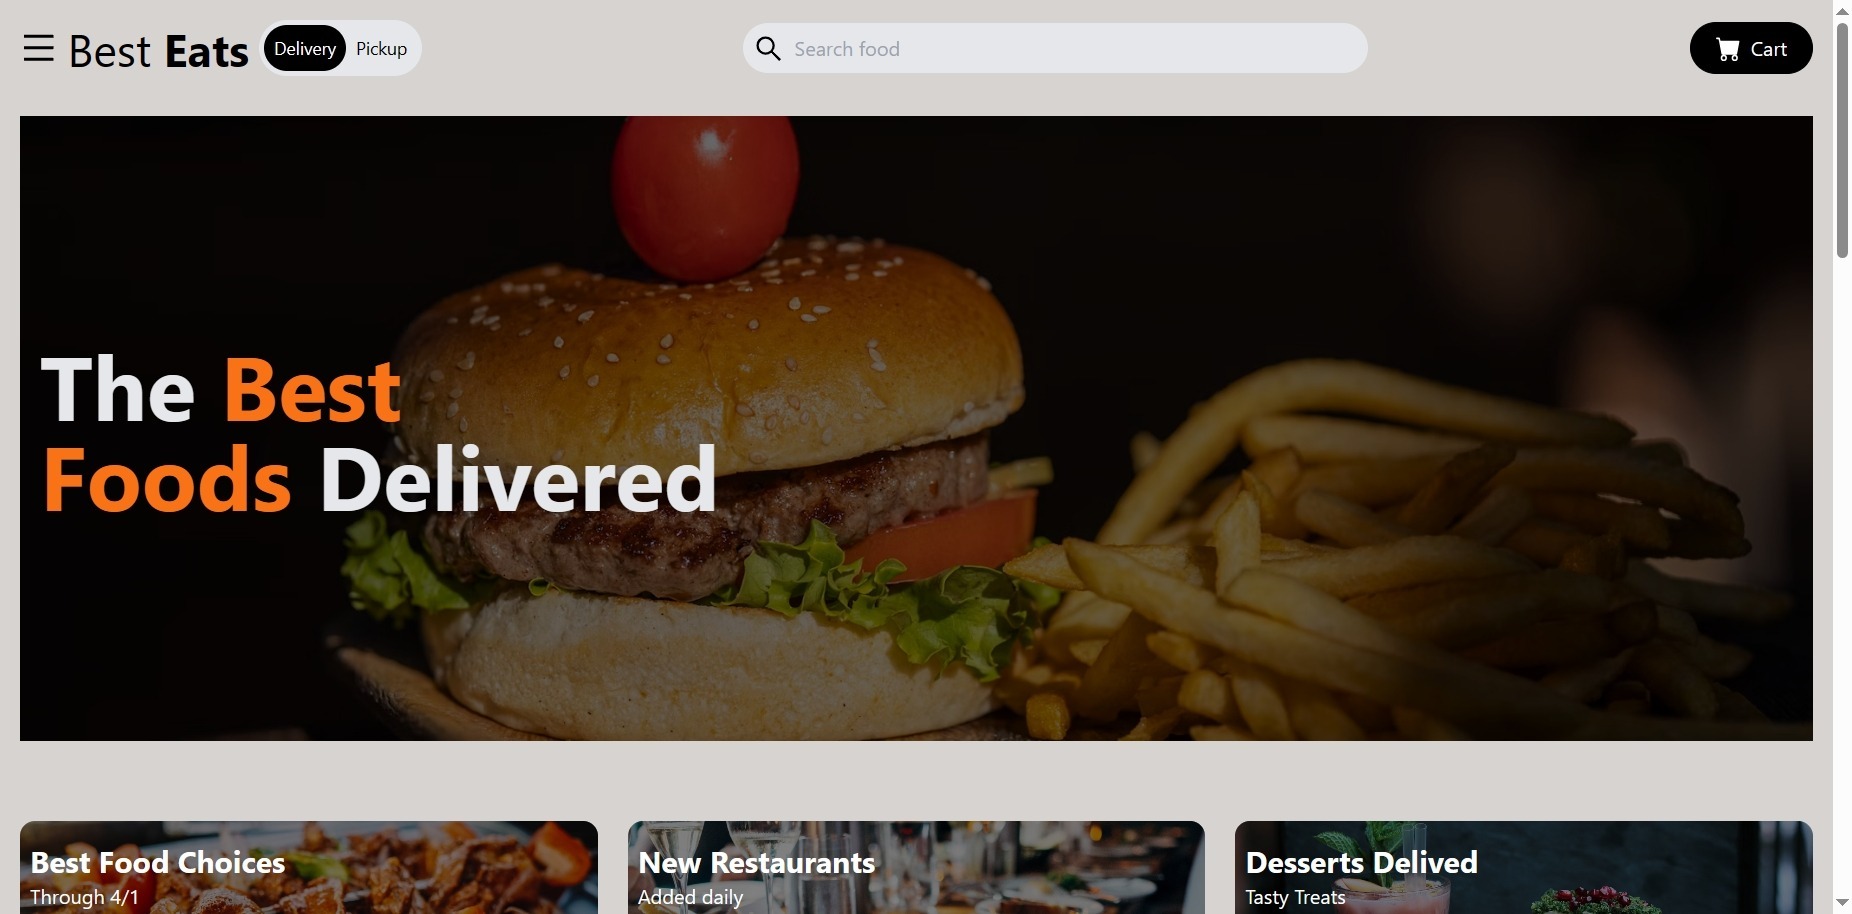 Best Eats
Delivery Pickup
Search food
Cart
The Best
Foods Delivered
Best Food Choices
Through 4/1
New Restaurants
Added daily
Desserts Delived
Tasty Treats